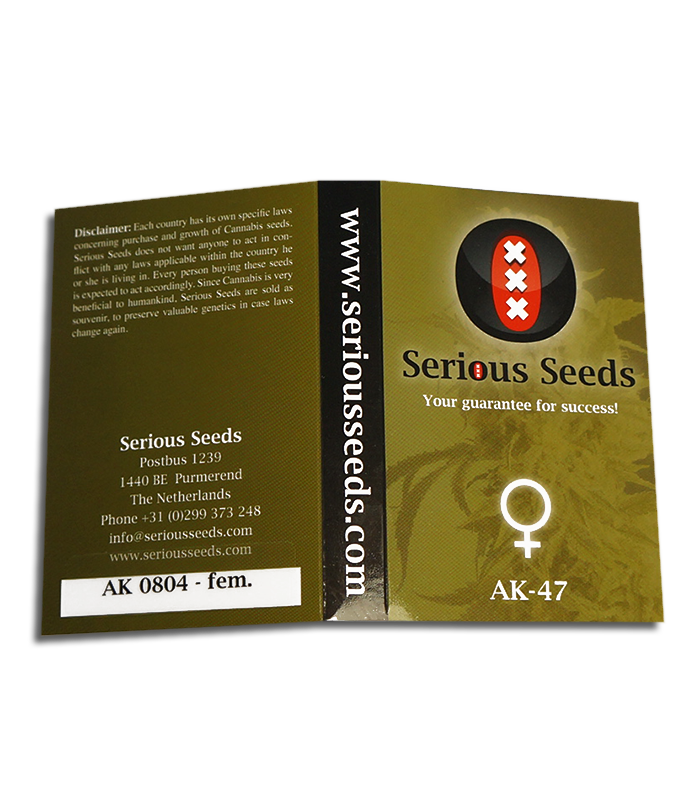 Disclaimer: Each country has its own specific laws
concerning purchase and growth of Cannabis seeds.
Serious Seeds does not want anyone to act in con-
flict with any laws applicable within the country he
or she is living in. Every person buying these seeds
is expected to act accordingly. Since Cannabis is very
beneficial to humankind, Serious Seeds are sold as
souvenir, to preserve valuable genetics in case laws
change again.
Serious Seeds
Postbus 1239
1440 BE Purmerend
The Netherlands
Phone +31 (0)299 373 248
info@seriousseeds.com
www.seriousseeds.com
AK 0804 - fem.
www.seriousseeds.com
Serious Seeds
Your guarantee for success!
AK-47